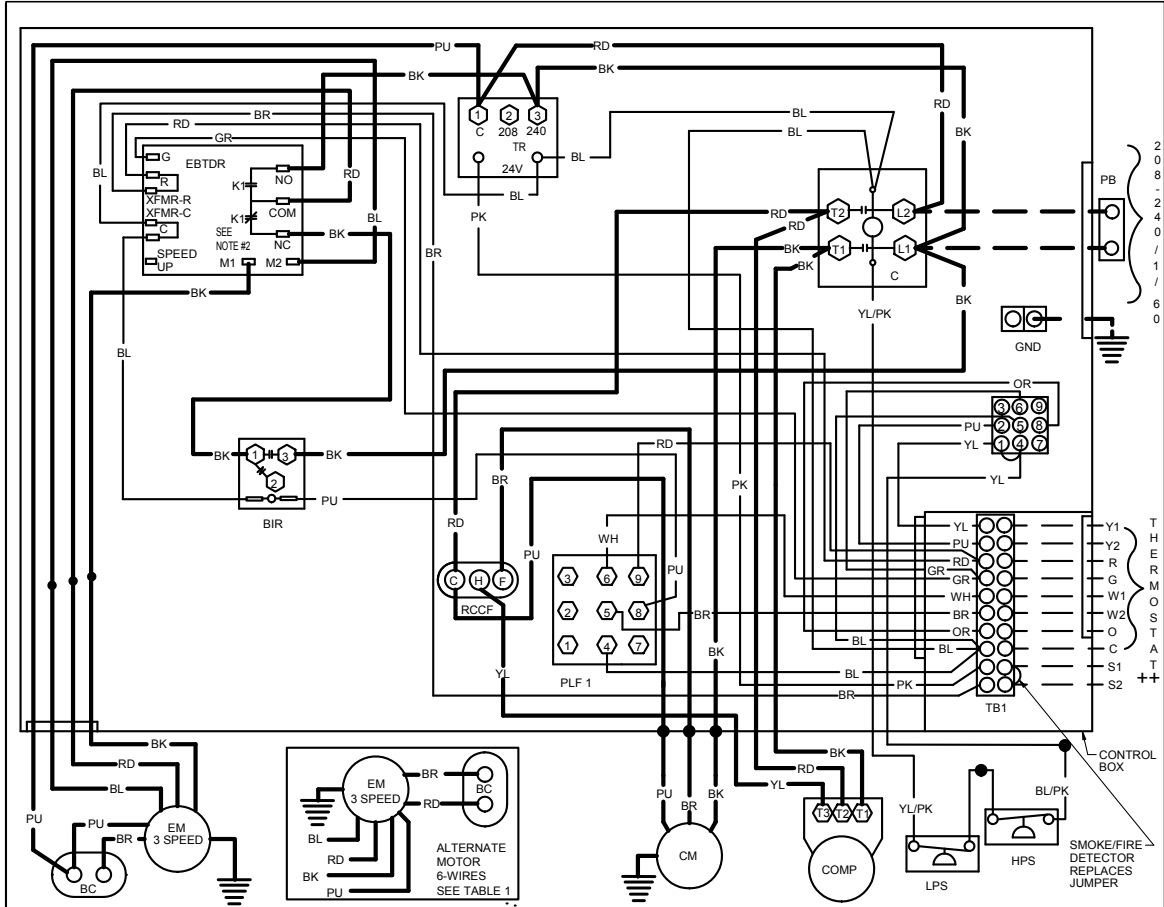 PU
RD
BK
BK
RD
BK
1
2
3
C
208
240
TR
24V
BL
BL
BL
BL
PK
BR
RD
GR
BL
G
EBTDR
R
XFMR-R
XFMR-C
C
SPEED
UP
K1
K1
SEE
NOTE #2
NO
COM
NC
M1
M2
RD
BL
BK
BK
BR
BL
T2
L2
T1
L1
C
RD
RD
BK
BK
YL/PK
BK
PB
208-240/1/60
GND
OR
3 6 9
2 5 8
1 4 7
PU
YL
YL
BK
1
3
2
BK
PU
BIR
RD
BR
PU
C
H
F
RCCF
YL
WH
RD
PU
3
6
9
2
5
8
1
4
7
PLF 1
BR
BL
BR
PK
PK
BK
YL
PU
RD
GR
GR
WH
BR
OR
BL
BL
TB1
Y1
Y2
R
G
W1
W2
O
C
S1
S2
THERMOSTAT
++
CONTROL
BOX
BK
RD
BL
PU
PU
BR
EM
3 SPEED
BC
EM
3 SPEED
BR
RD
BC
BL
RD
BK
PU
ALTERNATE
MOTOR
6-WIRES
SEE TABLE 1
PU
BR
BK
CM
BK
RD
YL
T3
T2
T1
COMP
YL/PK
LPS
BL/PK
HPS
SMOKE/FIRE
DETECTOR
REPLACES
JUMPER